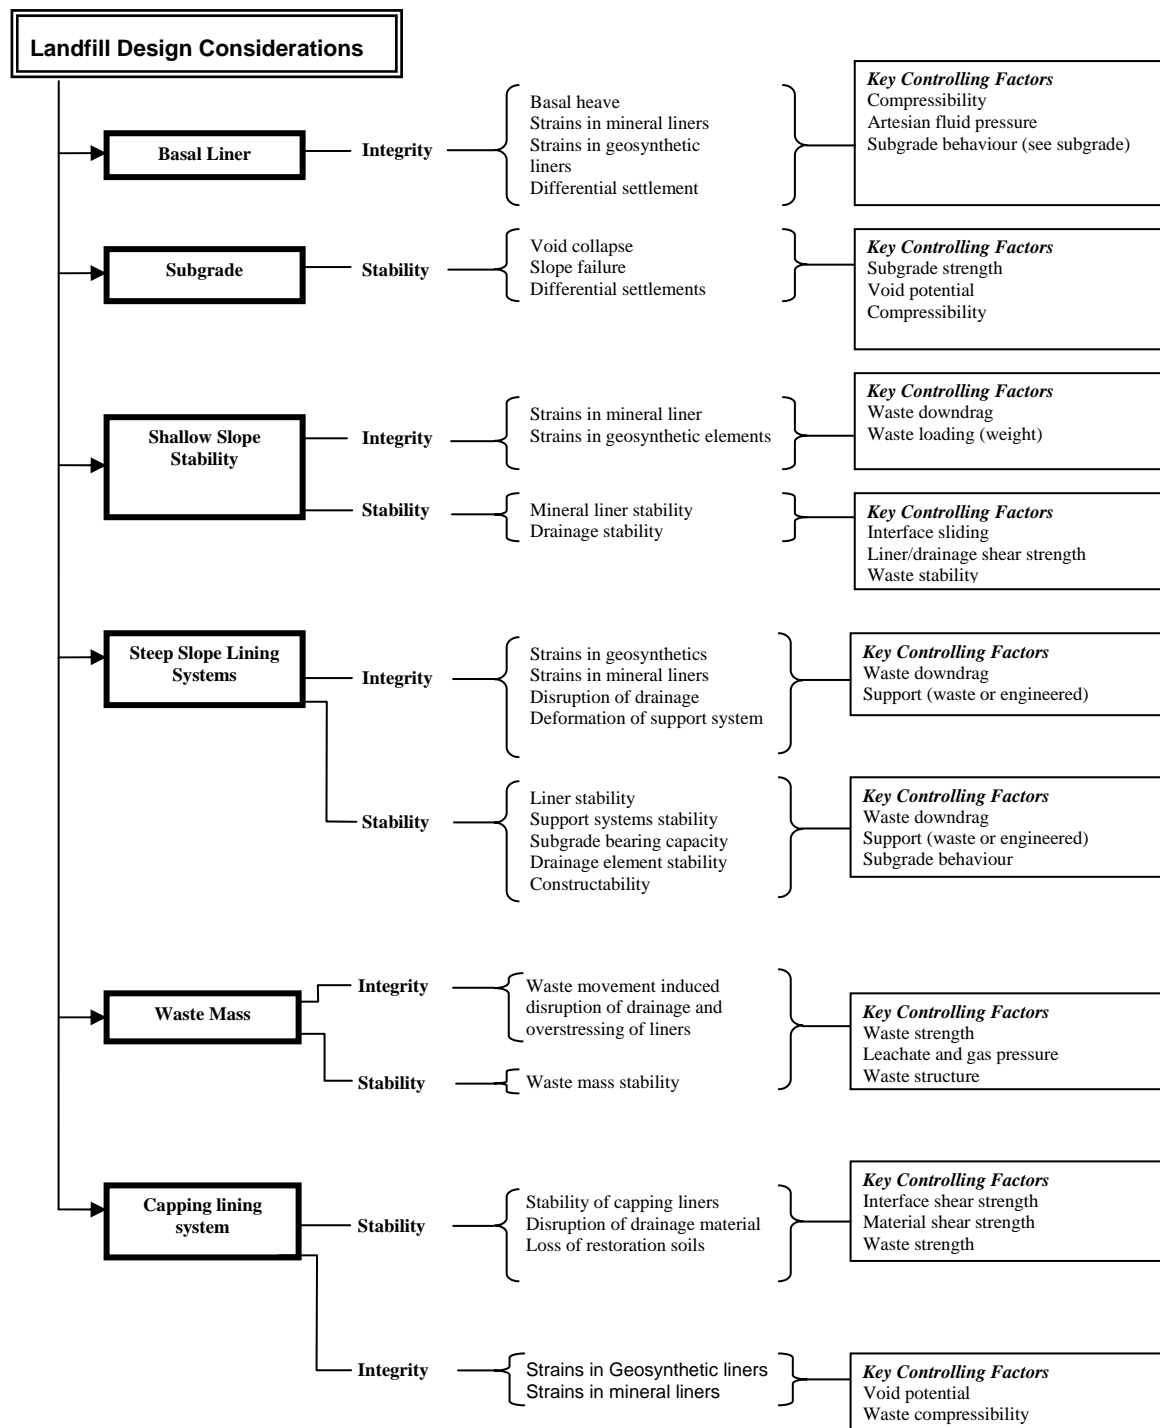 Landfill Design Considerations
Basal Liner
Integrity
Basal heave
Strains in mineral liners
Strains in geosynthetic
liners
Differential settlement
Key Controlling Factors
Compressibility
Artesian fluid pressure
Subgrade behaviour (see subgrade)
Subgrade
Stability
Void collapse
Slope failure
Differential settlements
Key Controlling Factors
Subgrade strength
Void potential
Compressibility
Shallow Slope
Stability
Integrity
Strains in mineral liner
Strains in geosynthetic elements
Key Controlling Factors
Waste downdrag
Waste loading (weight)
Stability
Mineral liner stability
Drainage stability
Key Controlling Factors
Interface sliding
Liner/drainage shear strength
Waste stability
Steep Slope Lining
Systems
Integrity
Strains in geosynthetics
Strains in mineral liners
Disruption of drainage
Deformation of support system
Key Controlling Factors
Waste downdrag
Support (waste or engineered)
Stability
Liner stability
Support systems stability
Subgrade bearing capacity
Drainage element stability
Constructability
Key Controlling Factors
Waste downdrag
Support (waste or engineered)
Subgrade behaviour
Waste Mass
Integrity
Waste movement induced
disruption of drainage and
overstressing of liners
Stability
Waste mass stability
Key Controlling Factors
Waste strength
Leachate and gas pressure
Waste structure
Capping lining
system
Stability
Stability of capping liners
Disruption of drainage material
Loss of restoration soils
Key Controlling Factors
Interface shear strength
Material shear strength
Waste strength
Integrity
Strains in Geosynthetic liners
Strains in mineral liners
Key Controlling Factors
Void potential
Waste compressibility